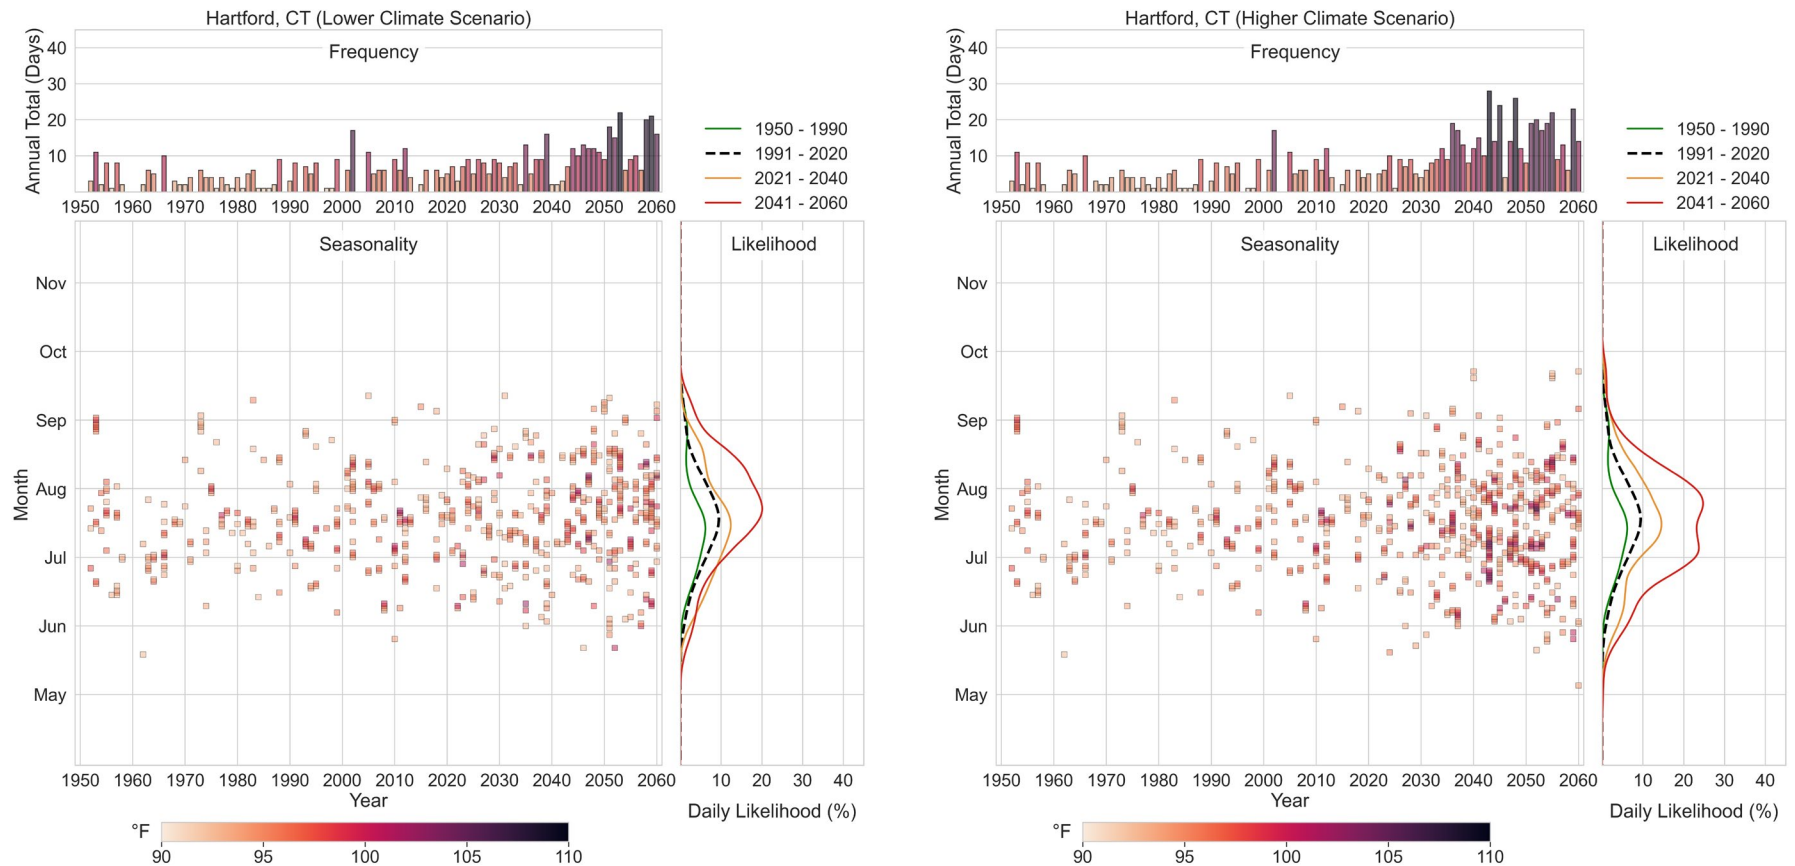 Hartford, CT (Lower Climate Scenario)
Frequency
Annual Total (Days)
40
30
20
10
1950 1960 1970 1980 1990 2000 2010 2020 2030 2040 2050 2060
1950 - 1990
1991 - 2020
2021 - 2040
2041 - 2060
Seasonality
Likelihood
Month
Nov
Oct
Sep
Aug
Jul
Jun
May
1950 1960 1970 1980 1990 2000 2010 2020 2030 2040 2050 2060
Year
10 20 30 40
Daily Likelihood (%)
°F
90 95 100 105 110
Hartford, CT (Higher Climate Scenario)
Frequency
Annual Total (Days)
40
30
20
10
1950 1960 1970 1980 1990 2000 2010 2020 2030 2040 2050 2060
1950 - 1990
1991 - 2020
2021 - 2040
2041 - 2060
Seasonality
Likelihood
Month
Nov
Oct
Sep
Aug
Jul
Jun
May
1950 1960 1970 1980 1990 2000 2010 2020 2030 2040 2050 2060
Year
10 20 30 40
Daily Likelihood (%)
°F
90 95 100 105 110